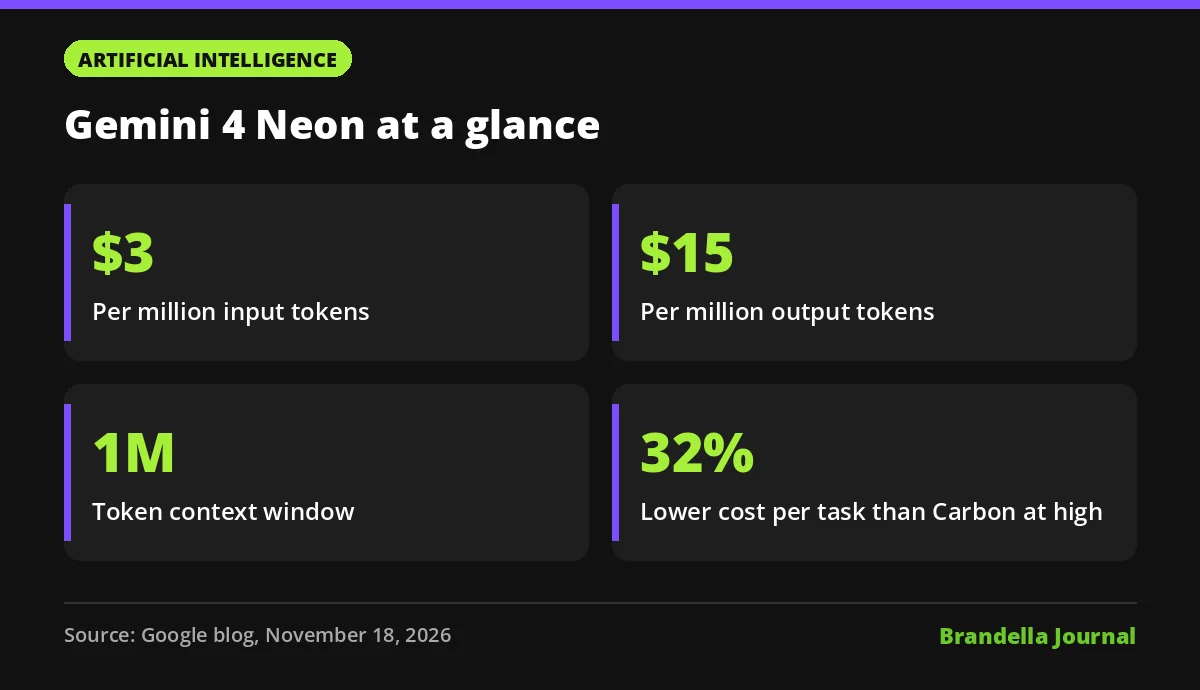 ARTIFICIAL INTELLIGENCE
Gemini 4 Neon at a glance
$3
Per million input tokens
$15
Per million output tokens
1M
Token context window
32%
Lower cost per task than Carbon at high
Source: Google blog, November 18, 2026
Brandella Journal